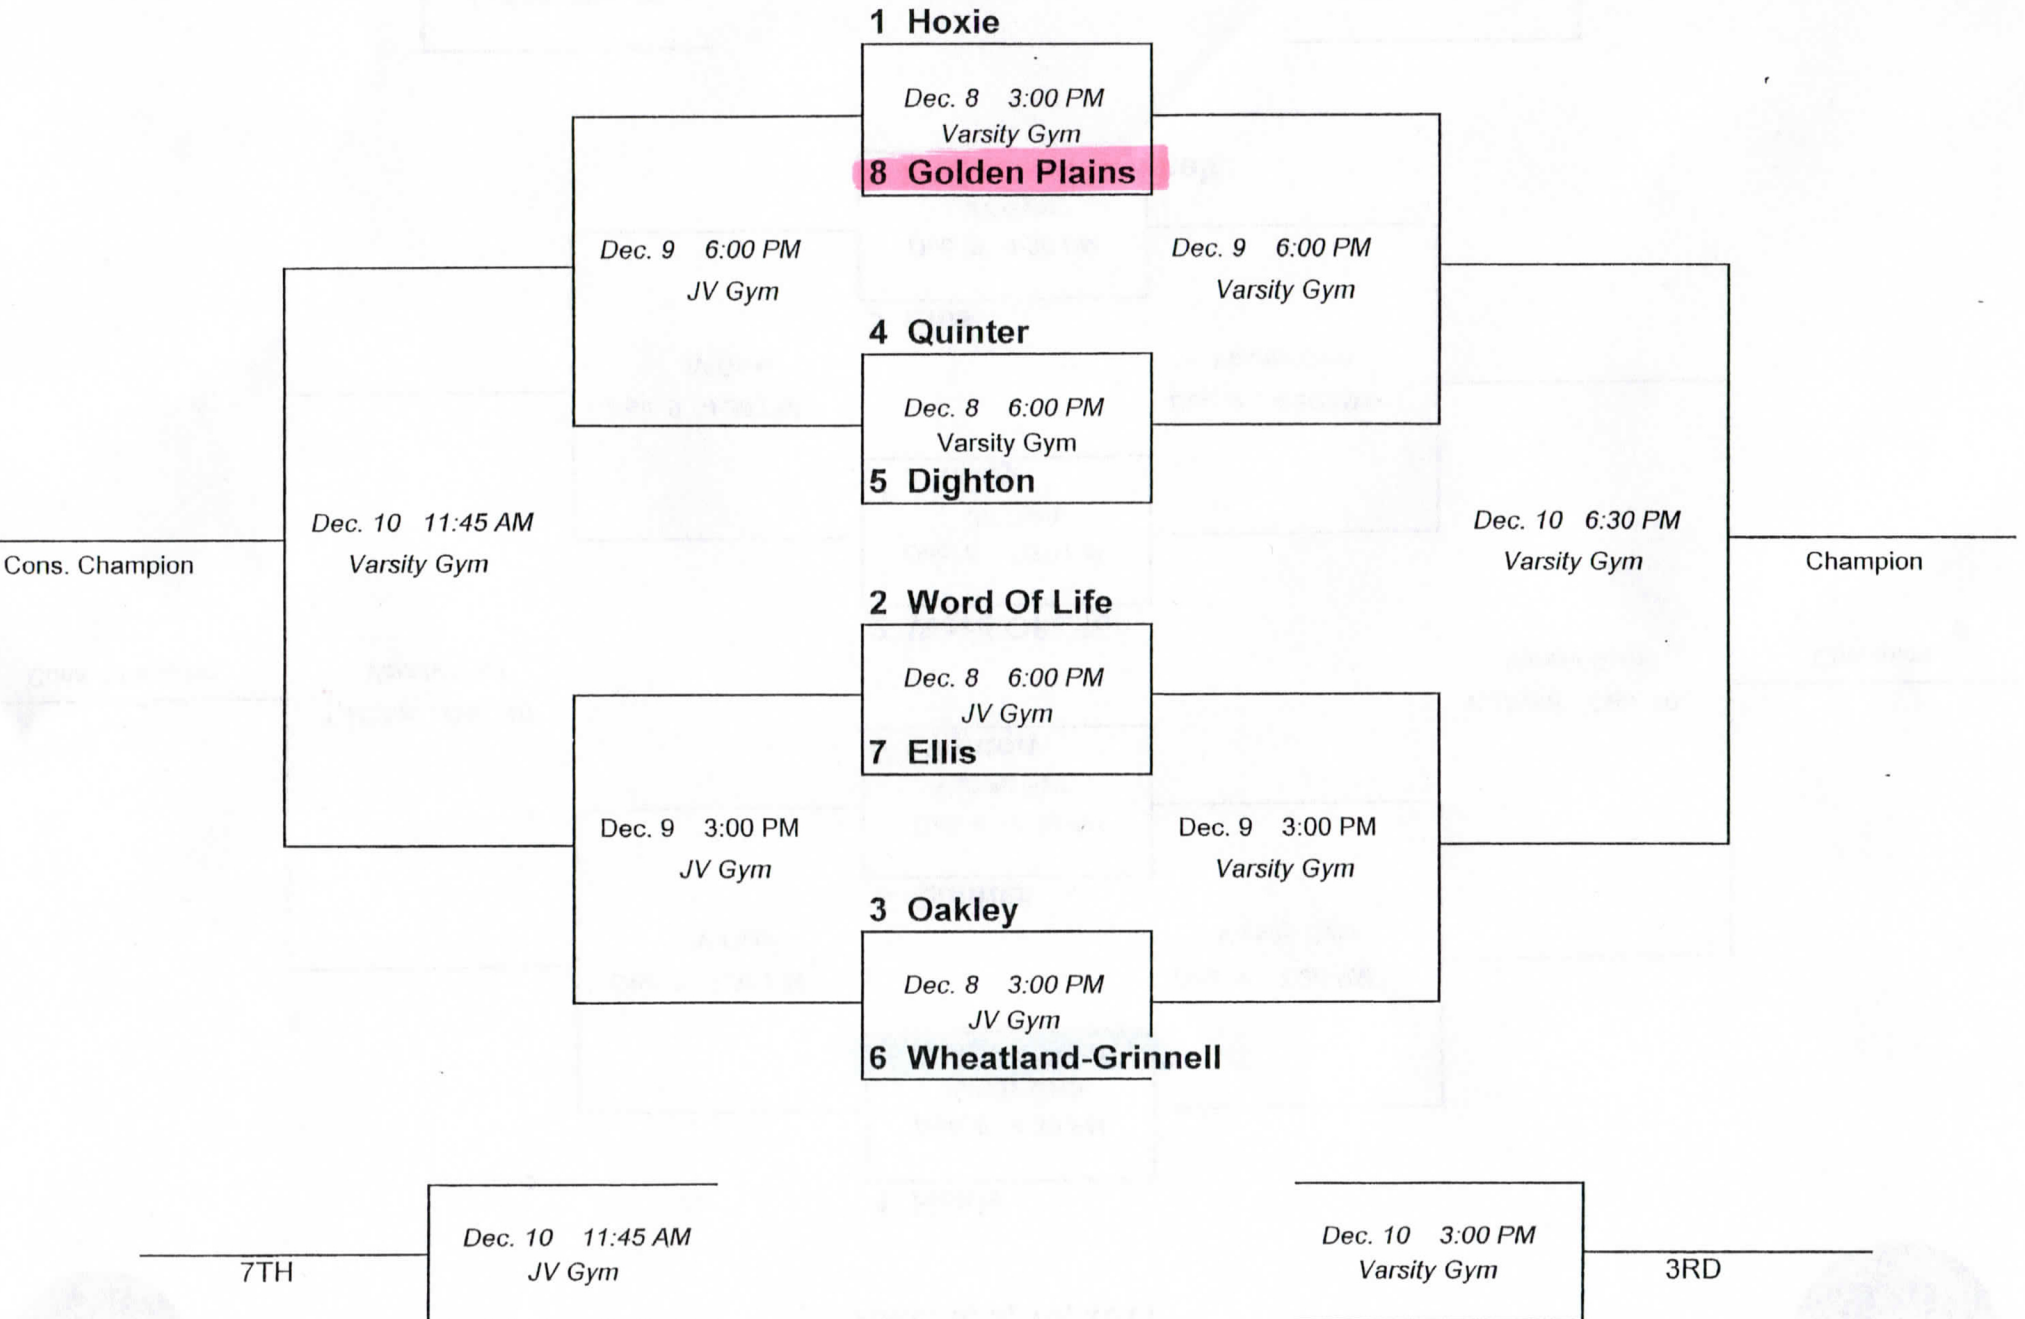 1 Hoxie
Dec. 8 3:00 PM
Varsity Gym
8 Golden Plains
Dec. 9 6:00 PM
JV Gym
Dec. 9 6:00 PM
Varsity Gym
4 Quinter
Dec. 8 6:00 PM
Varsity Gym
5 Dighton
Dec. 10 11:45 AM
Varsity Gym
Cons. Champion
Dec. 10 6:30 PM
Varsity Gym
Champion
2 Word Of Life
Dec. 8 6:00 PM
JV Gym
7 Ellis
Dec. 9 3:00 PM
JV Gym
Dec. 9 3:00 PM
Varsity Gym
3 Oakley
Dec. 8 3:00 PM
JV Gym
6 Wheatland-Grinnell
Dec. 10 11:45 AM
JV Gym
7TH
Dec. 10 3:00 PM
Varsity Gym
3RD